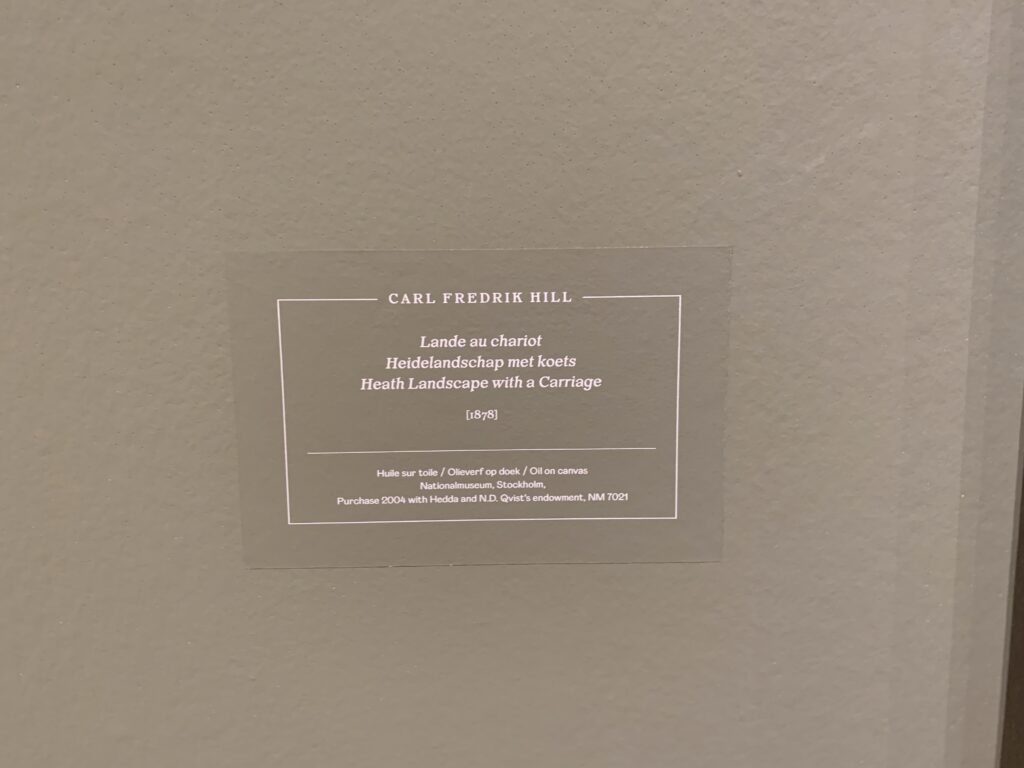 CARL FREDRIK HILL
Lande au chariot
Heidelandschap met koets
Heath Landscape with a Carriage
[1878]
Huile sur toile / Olieverf op doek / Oil on canvas
Nationalmuseum, Stockholm,
Purchase 2004 with Hedda and N.D. Qvist's endowment, NM 7021